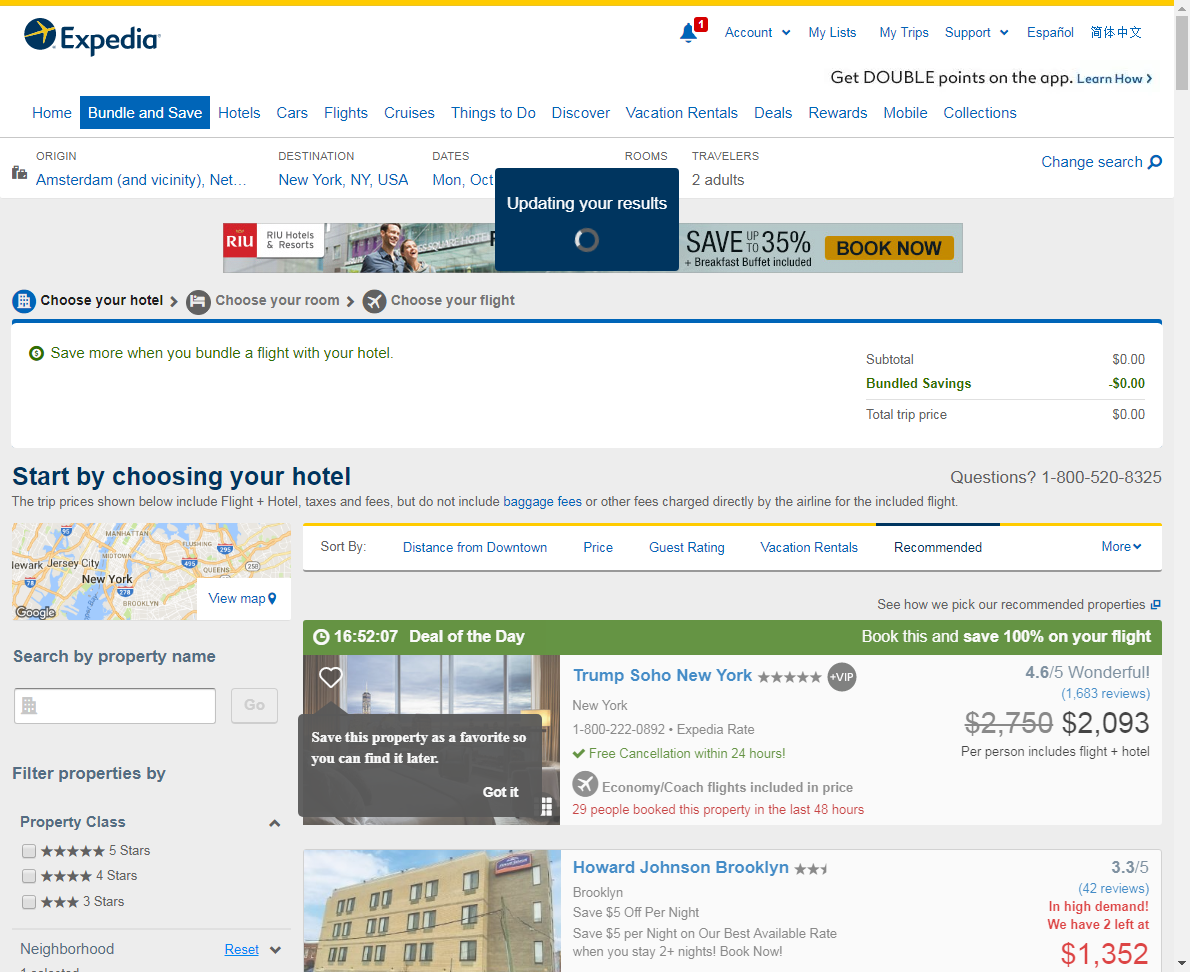 Expedia
1
Account
My Lists
My Trips
Support
Español
简体中文
Get DOUBLE points on the app. Learn How
Home
Bundle and Save
Hotels
Cars
Flights
Cruises
Things to Do
Discover
Vacation Rentals
Deals
Rewards
Mobile
Collections
ORIGIN
DESTINATION
DATES
ROOMS
TRAVELERS
Amsterdam (and vicinity), Net...
New York, NY, USA
Mon, Oct
2 adults
Change search
Updating your results
RIU
RIU Hotels
& Resorts
SAVE UP TO 35%
+ Breakfast Buffet included
BOOK NOW
Choose your hotel
Choose your room
Choose your flight
Save more when you bundle a flight with your hotel.
Subtotal $0.00
Bundled Savings -$0.00
Total trip price $0.00
Start by choosing your hotel
Questions? 1-800-520-8325
The trip prices shown below include Flight + Hotel, taxes and fees, but do not include baggage fees or other fees charged directly by the airline for the included flight.
MANHATTAN
FLUSHING
95
295
MIDTOWN
lewark
Jersey City
495
QUEENS
258
New York
78
278
BROOKLYN
Google
View map
Search by property name
Go
Filter properties by
Property Class
5 Stars
4 Stars
3 Stars
Neighborhood
Reset
1 selected
Sort By:
Distance from Downtown
Price
Guest Rating
Vacation Rentals
Recommended
More
See how we pick our recommended properties
16:52:07 Deal of the Day
Book this and save 100% on your flight
Save this property as a favorite so
you can find it later.
Got it
Trump Soho New York
+VIP
New York
1-800-222-0892 • Expedia Rate
Free Cancellation within 24 hours!
Economy/Coach flights included in price
29 people booked this property in the last 48 hours
4.6/5 Wonderful!
(1,683 reviews)
$2,750 $2,093
Per person includes flight + hotel
Howard Johnson Brooklyn
Brooklyn
Save $5 Off Per Night
Save $5 per Night on Our Best Available Rate
when you stay 2+ nights! Book Now!
3.3/5
(42 reviews)
In high demand!
We have 2 left at
$1,352